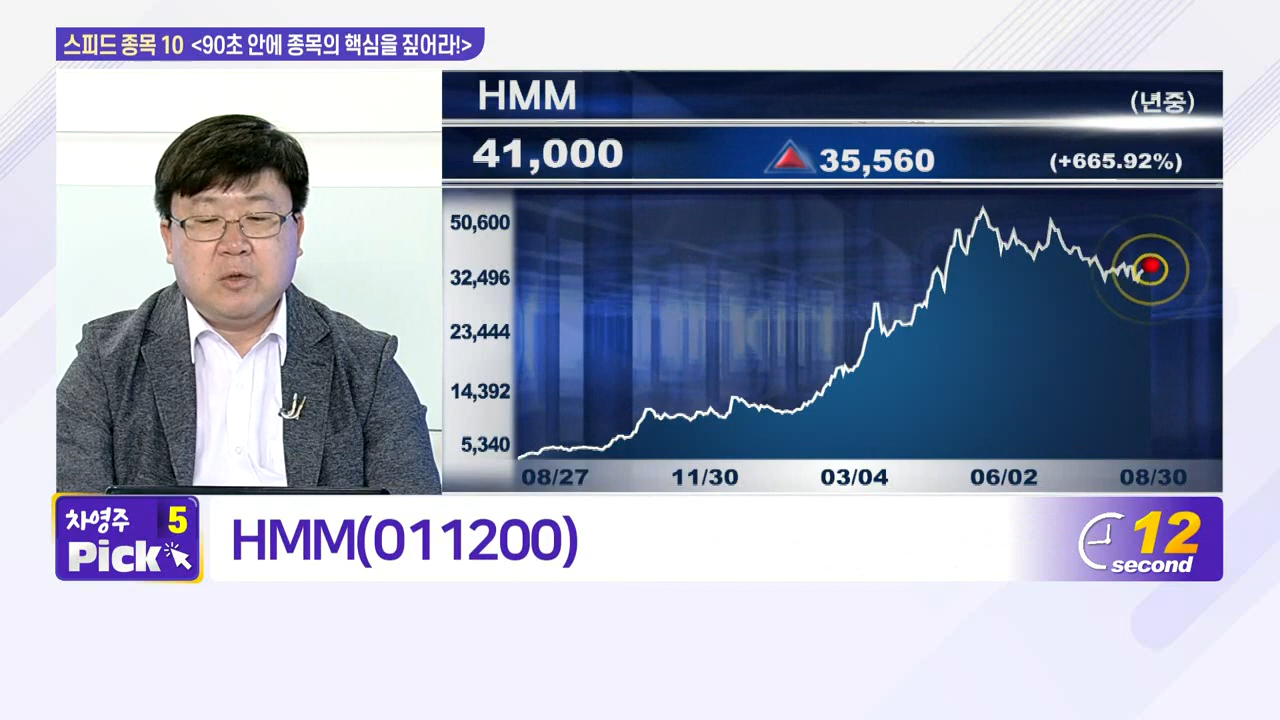 스피드 종목 10 <90초 안에 종목의 핵심을 짚어라!>
HMM
(년중)
41,000
35,560
(+665.92%)
50,600
32,496
23,444
14,392
5,340
08/27
11/30
03/04
06/02
08/30
차영주 5
Pick
HMM(011200)
12
second